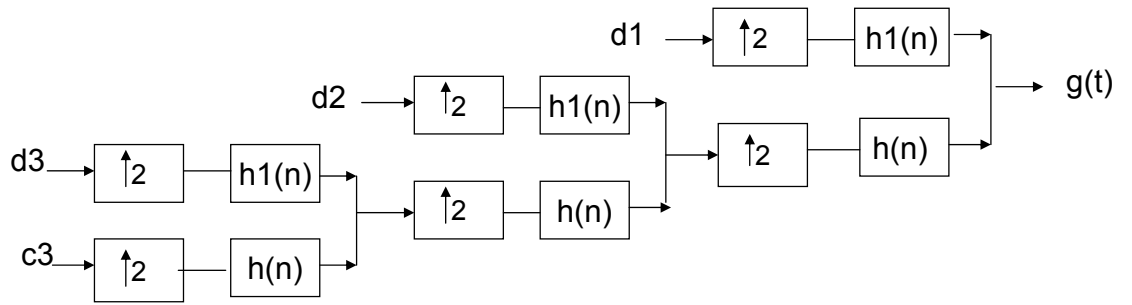 d1 ↑2 h1(n)
g(t)
d2 ↑2 h1(n)
↑2 h(n)
d3 ↑2 h1(n)
↑2 h(n)
c3 ↑2 h(n)